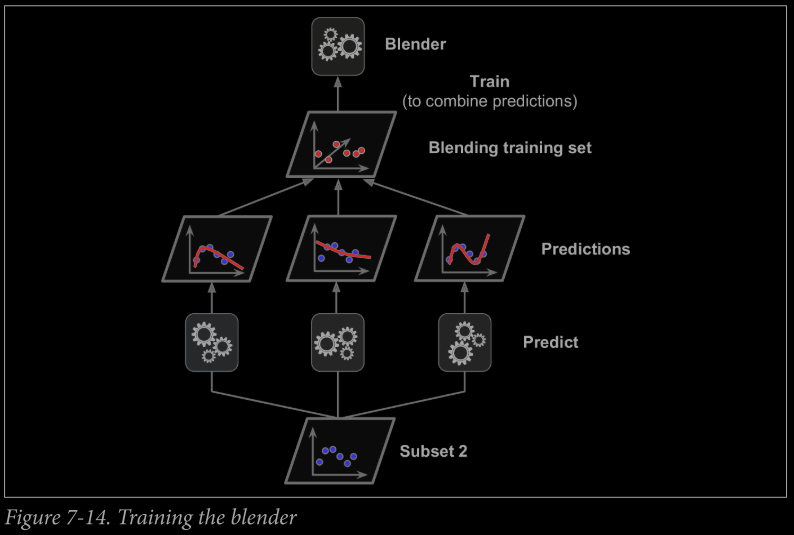 Blender
Train
(to combine predictions)
Blending training set
Predictions
Predict
Subset 2
Figure 7-14. Training the blender